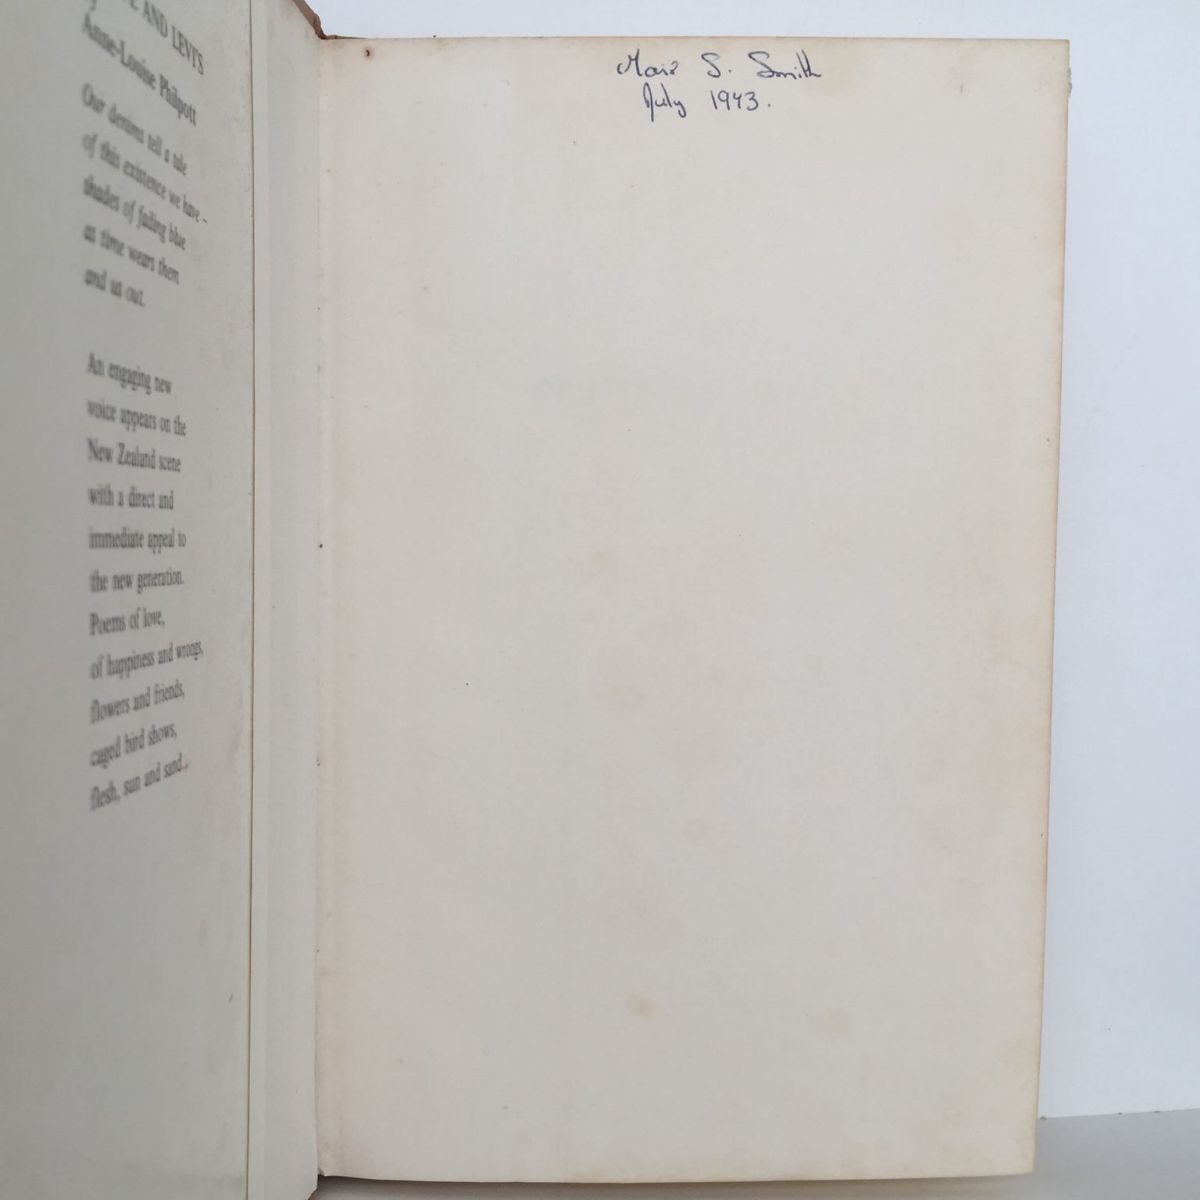 AND LEVI'S
Anne-Louise Philpott
Our denims tell a tale
of this existence we have –
shades of fading blue
as time wears them
and us out.
An engaging new
voice appears on the
New Zealand scene
with a direct and
immediate appeal to
the new generation.
Poems of love,
of happiness and wrongs,
flowers and friends,
caged bird shows,
flesh, sun and sand..
S. Smith
July 1973.